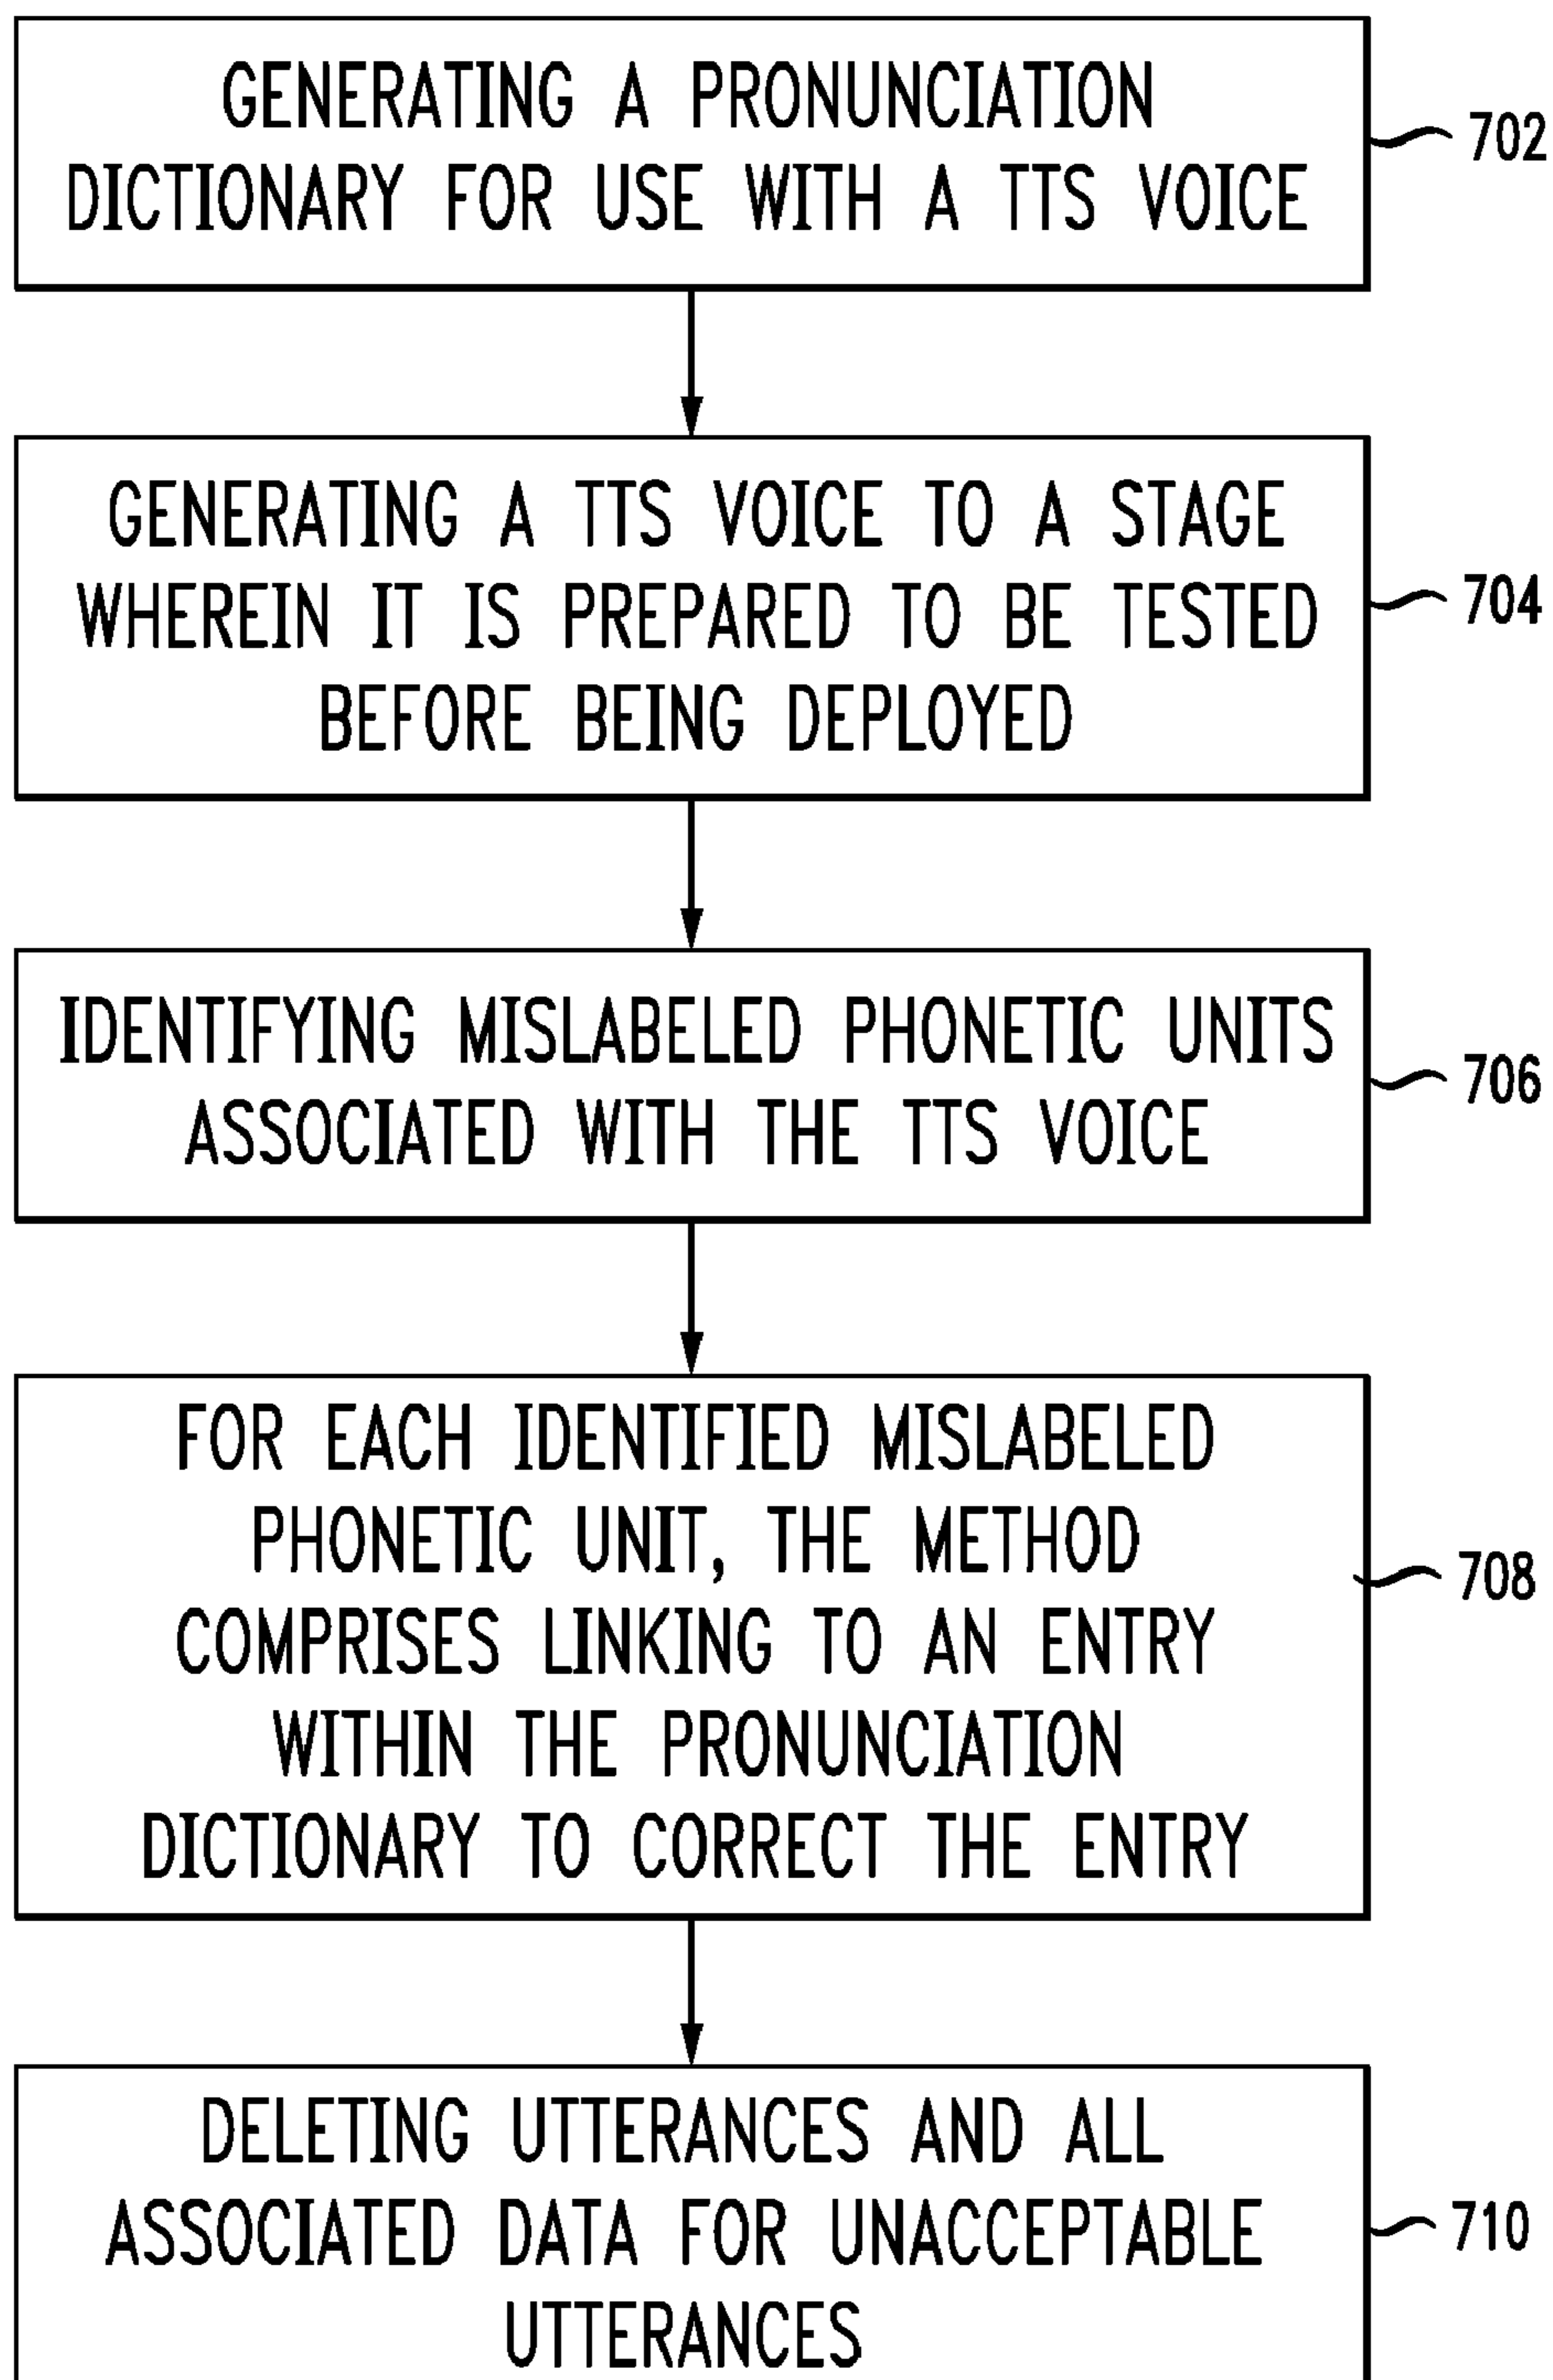 GENERATING A PRONUNCIATION
DICTIONARY FOR USE WITH A TTS VOICE
702
GENERATING A TTS VOICE TO A STAGE
WHEREIN IT IS PREPARED TO BE TESTED
BEFORE BEING DEPLOYED
704
IDENTIFYING MISLABELED PHONETIC UNITS
ASSOCIATED WITH THE TTS VOICE
706
FOR EACH IDENTIFIED MISLABELED
PHONETIC UNIT, THE METHOD
COMPRISES LINKING TO AN ENTRY
WITHIN THE PRONUNCIATION
DICTIONARY TO CORRECT THE ENTRY
708
DELETING UTTERANCES AND ALL
ASSOCIATED DATA FOR UNACCEPTABLE
UTTERANCES
710